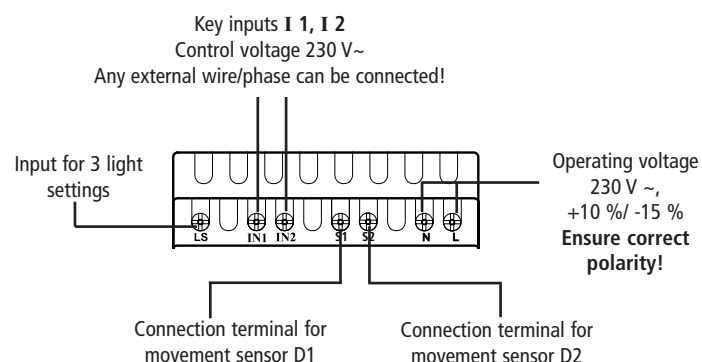 Key inputs I 1, I 2
Control voltage 230 V~
Any external wire/phase can be connected!
Input for 3 light
settings
Operating voltage
230 V ~,
+10 %/ -15 %
Ensure correct
polarity!
LS IN1 IN2 S1 S2 N L
Connection terminal for
movement sensor D1
Connection terminal for
movement sensor D2